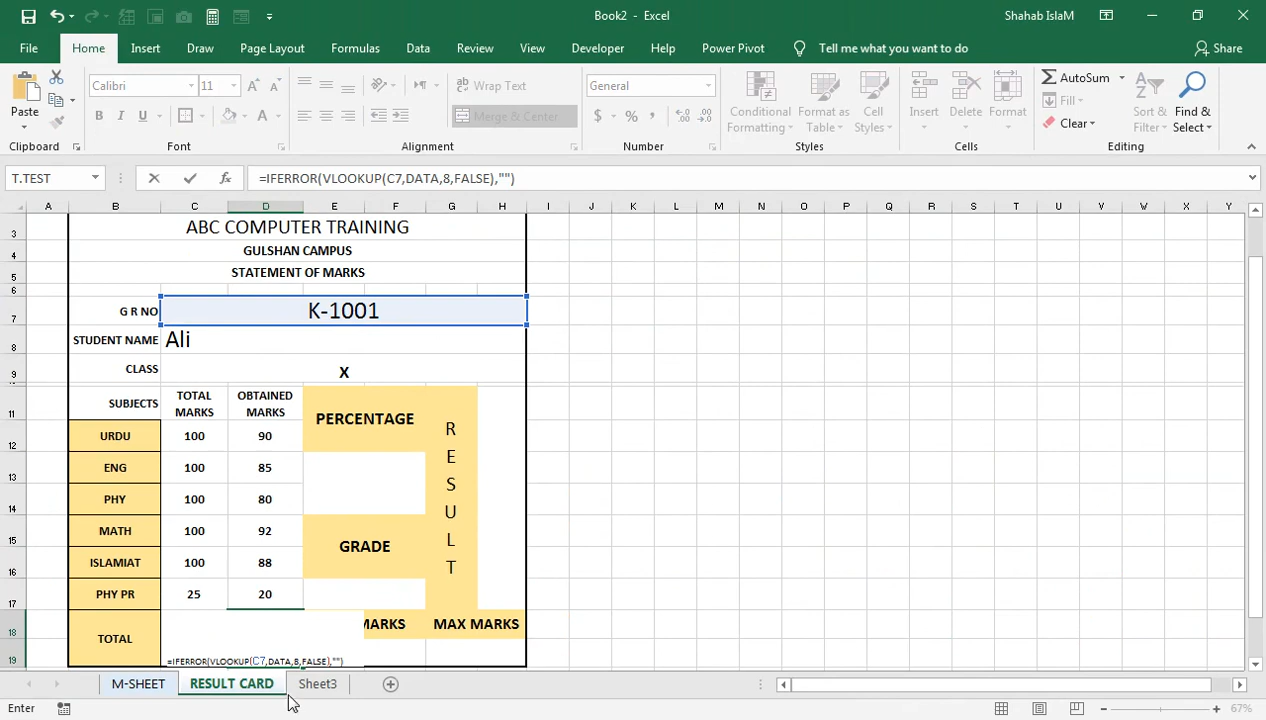 Book2 - Excel
Shahab IslaM
File Home Insert Draw Page Layout Formulas Data Review View Developer Help Power Pivot Tell me what you want to do Share
Calibri 11 A A ab Wrap Text General AutoSum
Paste Conditional Formatting Format as Table Cell Styles Insert Delete Format Fill Sort & Filter Find & Select
B I U A Merge & Center $ % , Clear
Clipboard Font Alignment Number Styles Cells Editing
T.TEST fx =IFERROR(VLOOKUP(C7,DATA,8,FALSE),"")
A B C D E F G H I J K L M N O P Q R S T U V W X Y
3 ABC COMPUTER TRAINING
4 GULSHAN CAMPUS
5 STATEMENT OF MARKS
6
7 G R NO K-1001
8 STUDENT NAME Ali
9 CLASS X
11 SUBJECTS TOTAL MARKS OBTAINED MARKS PERCENTAGE RESULT
12 URDU 100 90
13 ENG 100 85
14 PHY 100 80
15 MATH 100 92 GRADE
16 ISLAMIAT 100 88
17 PHY PR 25 20
18 TOTAL MARKS MAX MARKS
19 =IFERROR(VLOOKUP(C7,DATA,8,FALSE),"")
M-SHEET RESULT CARD Sheet3
Enter 67%